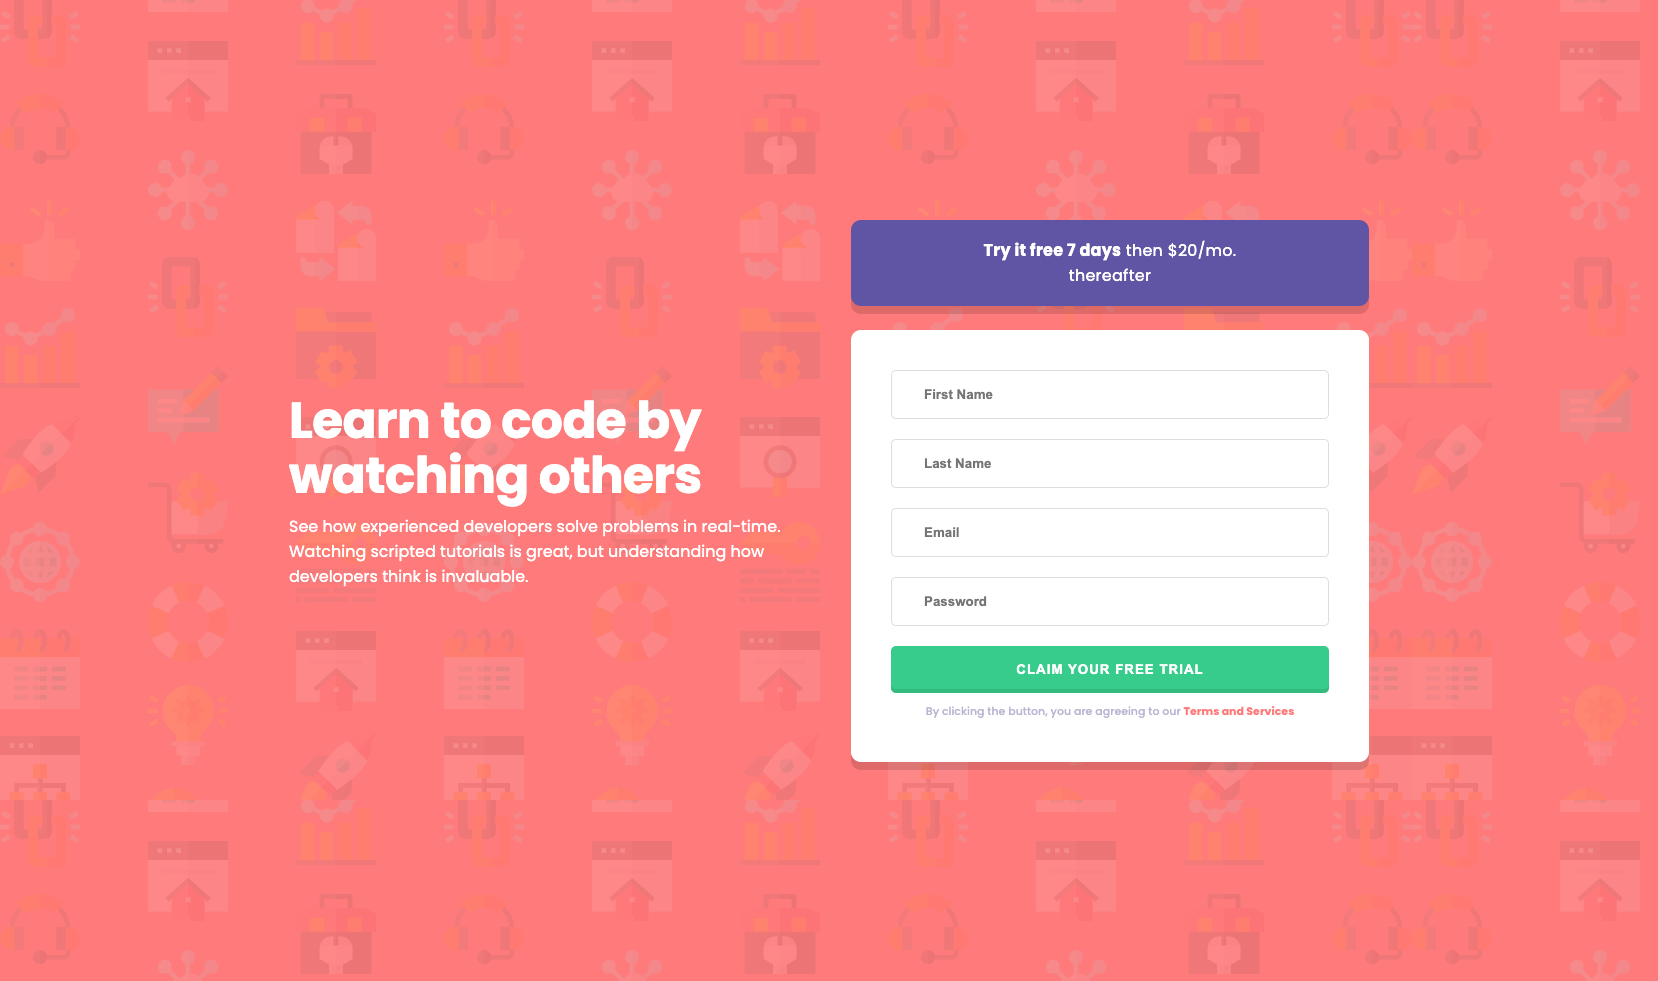 Learn to code by
watching others
See how experienced developers solve problems in real-time.
Watching scripted tutorials is great, but understanding how
developers think is invaluable.
Try it free 7 days then $20/mo.
thereafter
First Name
Last Name
Email
Password
CLAIM YOUR FREE TRIAL
By clicking the button, you are agreeing to our Terms and Services